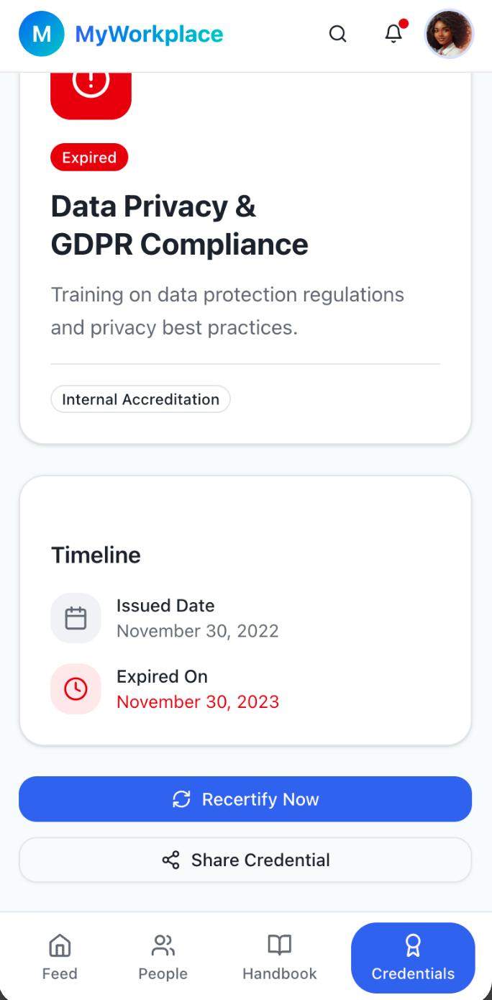 M MyWorkplace
Expired
Data Privacy &
GDPR Compliance
Training on data protection regulations
and privacy best practices.
Internal Accreditation
Timeline
Issued Date
November 30, 2022
Expired On
November 30, 2023
Recertify Now
Share Credential
Feed People Handbook Credentials